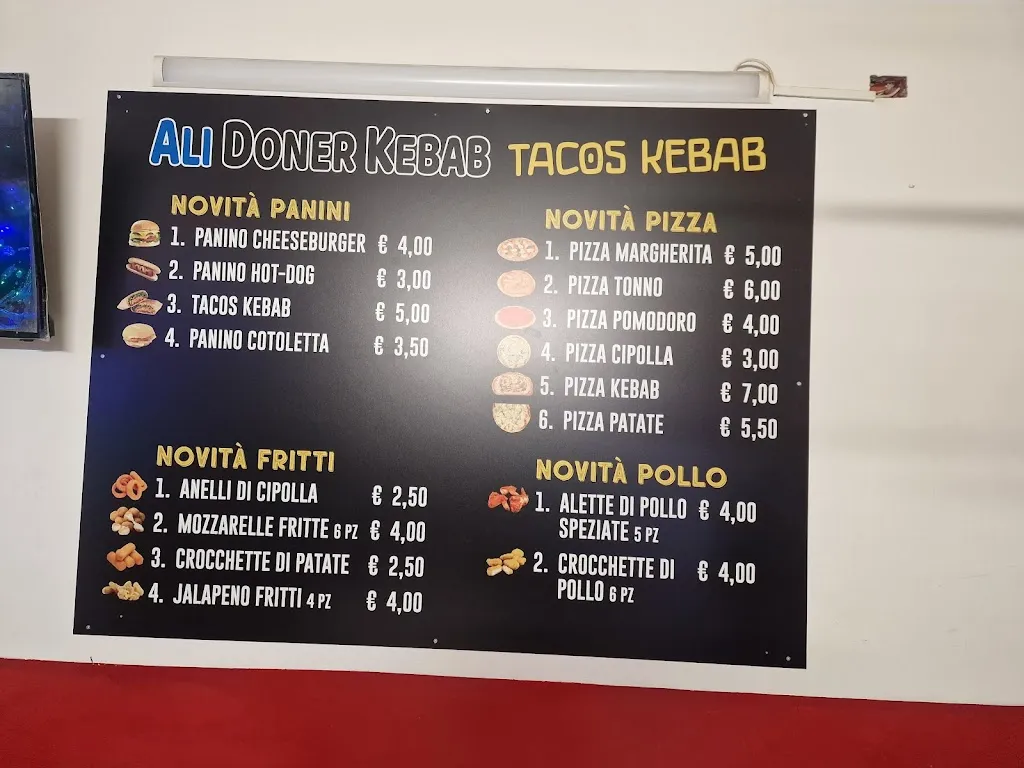 ALI DONER KEBAB TACOS KEBAB
NOVITÀ PANINI
1. PANINO CHEESEBURGER € 4,00
2. PANINO HOT-DOG € 3,00
3. TACOS KEBAB € 5,00
4. PANINO COTOLETTA € 3,50
NOVITÀ PIZZA
1. PIZZA MARGHERITA € 5,00
2. PIZZA TONNO € 6,00
3. PIZZA POMODORO € 4,00
4. PIZZA CIPOLLA € 3,00
5. PIZZA KEBAB € 7,00
6. PIZZA PATATE € 5,50
NOVITÀ FRITTI
1. ANELLI DI CIPOLLA € 2,50
2. MOZZARELLE FRITTE 6 PZ € 4,00
3. CROCCHETTE DI PATATE € 2,50
4. JALAPENO FRITTI 4 PZ € 4,00
NOVITÀ POLLO
1. ALETTE DI POLLO € 4,00
SPEZIATE 5 PZ
2. CROCCHETTE DI € 4,00
POLLO 6 PZ